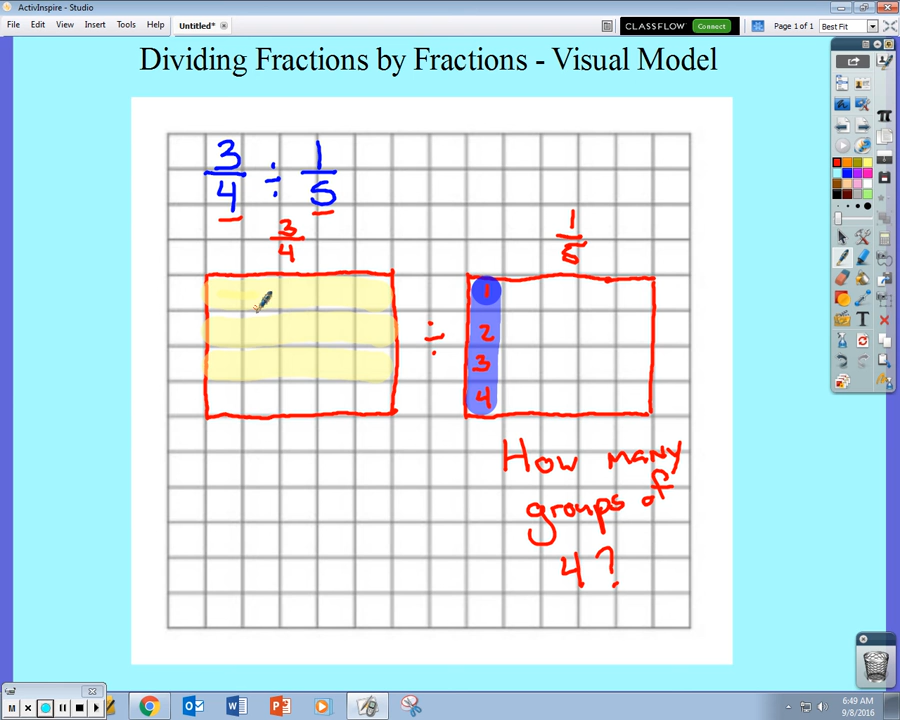 ActivInspire - Studio
File Edit View Insert Tools Help Untitled* CLASSFLOW Connect Page 1 of 1 Best Fit
Dividing Fractions by Fractions - Visual Model
3/4 ÷ 1/5
3/4
1/5
÷
1
2
3
4
How many
groups of
4?
M
6:49 AM
9/8/2016